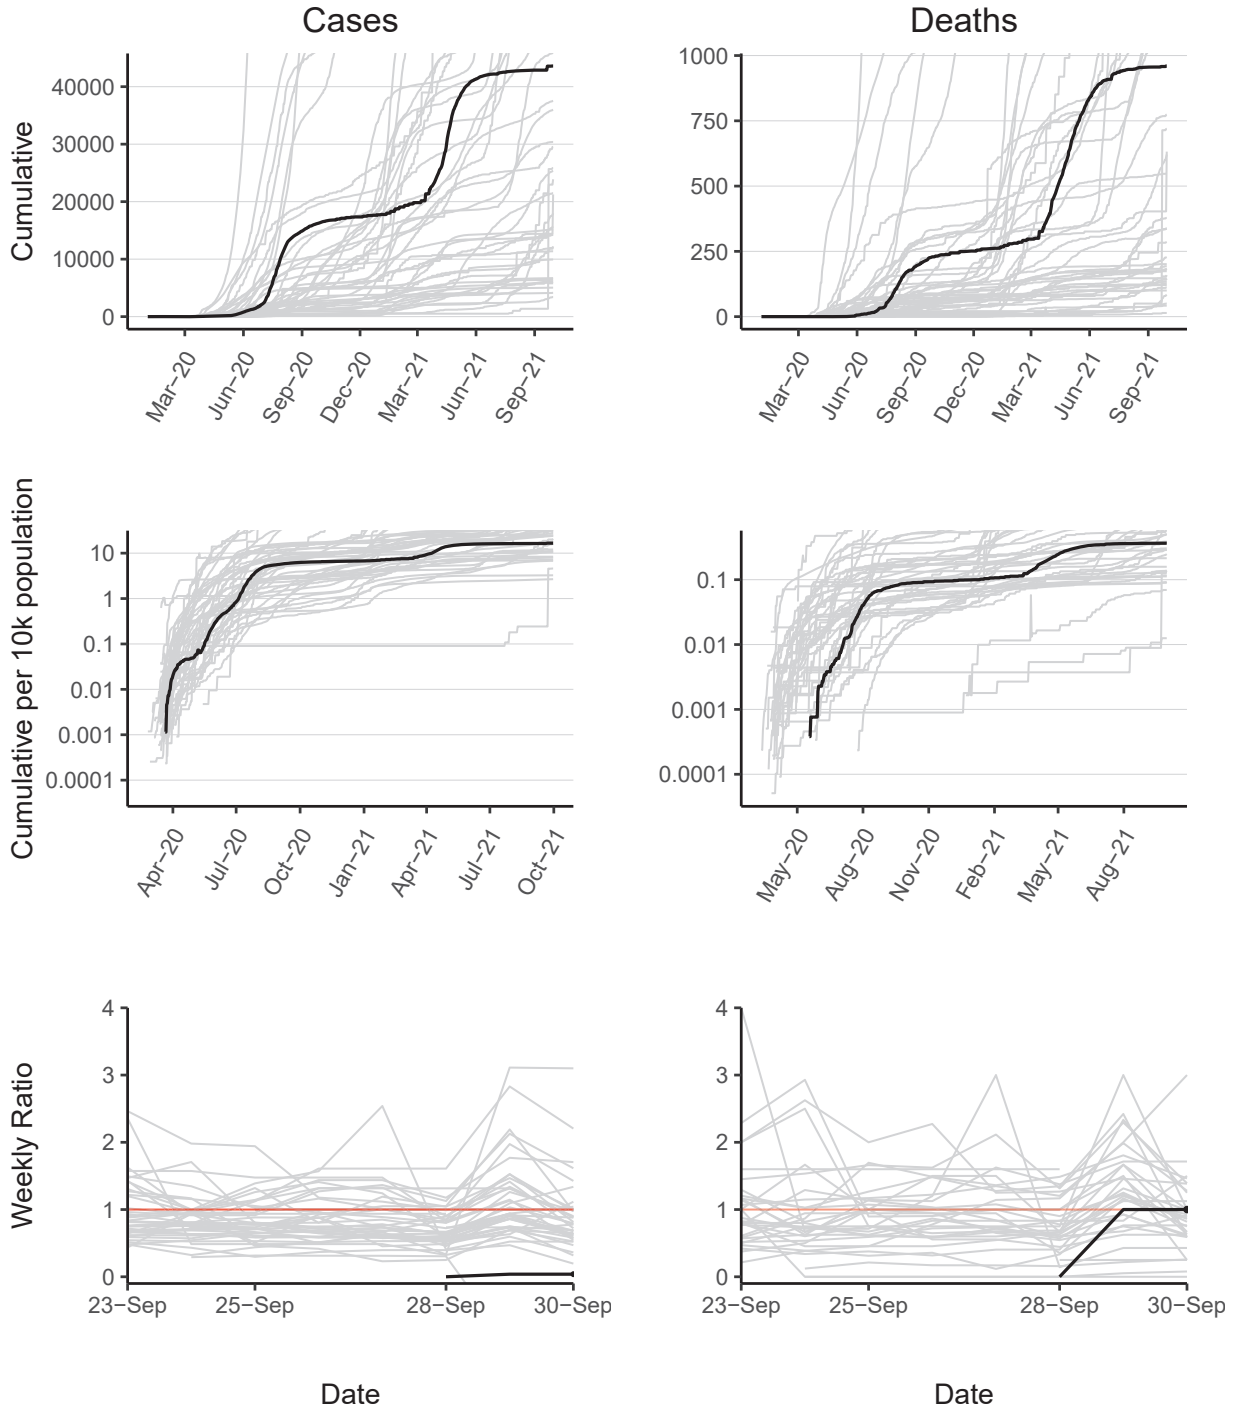 Cases
Deaths
Cumulative
40000
30000
20000
10000
0
Mar−20
Jun−20
Sep−20
Dec−20
Mar−21
Jun−21
Sep−21
1000
750
500
250
0
Mar−20
Jun−20
Sep−20
Dec−20
Mar−21
Jun−21
Sep−21
Cumulative per 10k population
10
1
0.1
0.01
0.001
0.0001
Apr−20
Jul−20
Oct−20
Jan−21
Apr−21
Jul−21
Oct−21
0.1
0.01
0.001
0.0001
May−20
Aug−20
Nov−20
Feb−21
May−21
Aug−21
Weekly Ratio
4
3
2
1
0
23−Sep
25−Sep
28−Sep
30−Sep
4
3
2
1
0
23−Sep
25−Sep
28−Sep
30−Sep
Date
Date